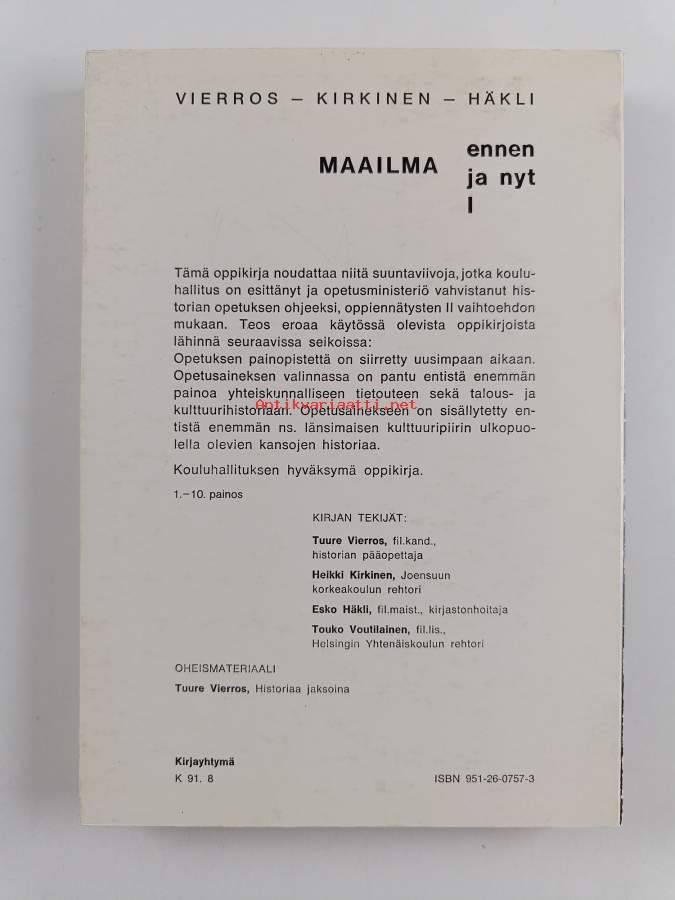 VIERROS – KIRKINEN – HÄKLI
MAAILMA ennen
ja nyt
I
Tämä oppikirja noudattaa niitä suuntaviivoja, jotka koulu-
hallitus on esittänyt ja opetusministeriö vahvistanut his-
torian opetuksen ohjeeksi, oppiennätysten II vaihtoehdon
mukaan. Teos eroaa käytössä olevista oppikirjoista
lähinnä seuraavissa seikoissa:
Opetuksen painopistettä on siirretty uusimpaan aikaan.
Opetusaineksen valinnassa on pantu entistä enemmän
painoa yhteiskunnalliseen tietouteen sekä talous- ja
kulttuurihistoriaan. Opetusainekseen on sisällytetty en-
Antikvariaatti.net
tistä enemmän ns. länsimaisen kulttuuripiirin ulkopuo-
lella olevien kansojen historiaa.
Kouluhallituksen hyväksymä oppikirja.
1.–10. painos
KIRJAN TEKIJÄT:
Tuure Vierros, fil.kand.,
historian pääopettaja
Heikki Kirkinen, Joensuun
korkeakoulun rehtori
Esko Häkli, fil.maist., kirjastonhoitaja
Touko Voutilainen, fil.lis.,
Helsingin Yhtenäiskoulun rehtori
OHEISMATERIAALI
Tuure Vierros, Historiaa jaksoina
Kirjayhtymä
K 91. 8 ISBN 951-26-0757-3